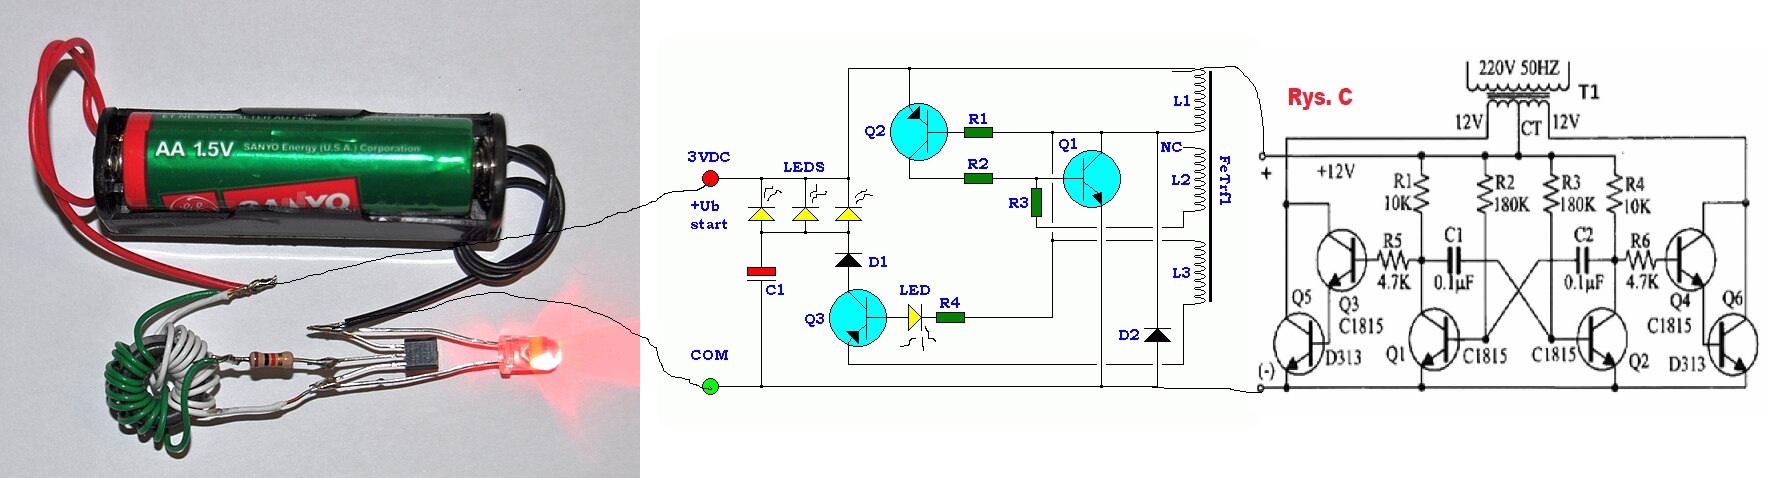 AA 1.5V
SANYO Energy (U.S.A.) Corporation
SANYO
3VDC
+Ub
start
COM
LEDS
C1
D1
Q2
Q3
LED
R4
R1
R2
R3
Q1
D2
L1
NC
L2
L3
FeTrf1
Rys. C
220V 50HZ
T1
12V
CT
12V
+
+12V
R1
10K
R2
180K
R3
180K
R4
10K
R5
4.7K
C1
0.1µF
C2
0.1µF
R6
4.7K
Q5
Q3
C1815
D313
Q1
C1815
C1815
Q2
Q4
C1815
Q6
D313
(-)